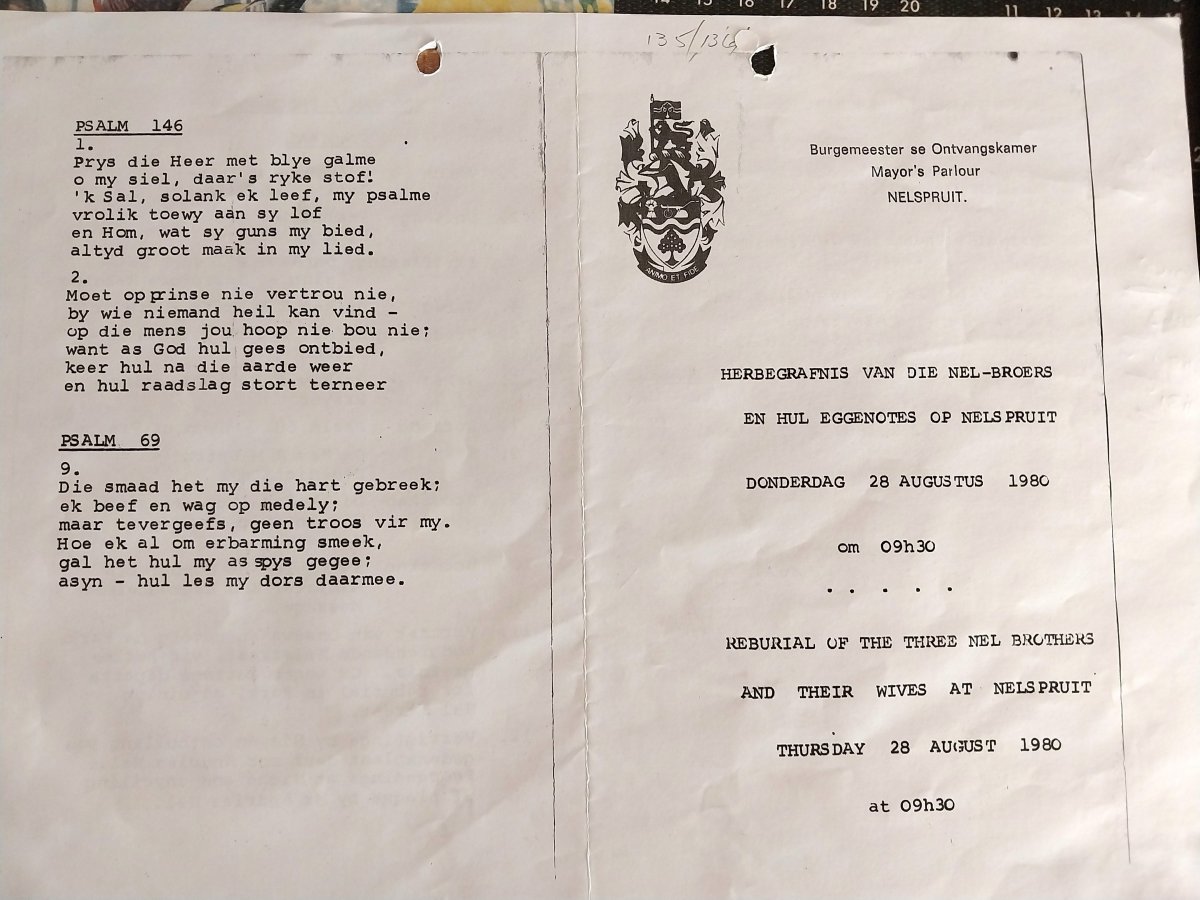 14 15 16 17 18 19 20
11 12 13 14
135/136
PSALM 146
1.
Prys die Heer met blye galme
o my siel, daar's ryke stof!
'k Sal, solank ek leef, my psalme
vrolik toewy aan sy lof
en Hom, wat sy guns my bied,
altyd groot maak in my lied.
2.
Moet op prinse nie vertrou nie,
by wie niemand heil kan vind -
op die mens jou hoop nie bou nie;
want as God hul gees ontbied,
keer hul na die aarde weer
en hul raadslag stort terneer
PSALM 69
9.
Die smaad het my die hart gebreek;
ek beef en wag op medely;
maar tevergeefs, geen troos vir my.
Hoe ek al om erbarming smeek,
gal het hul my as spys gegee;
asyn - hul les my dors daarmee.
ANIMO ET FIDE
Burgemeester se Ontvangskamer
Mayor's Parlour
NELSPRUIT.
HERBEGRAFNIS VAN DIE NEL-BROERS
EN HUL EGGENOTES OP NELSPRUIT
DONDERDAG 28 AUGUSTUS 1980
om 09h30
. . . . .
REBURIAL OF THE THREE NEL BROTHERS
AND THEIR WIVES AT NELSPRUIT
THURSDAY 28 AUGUST 1980
at 09h30